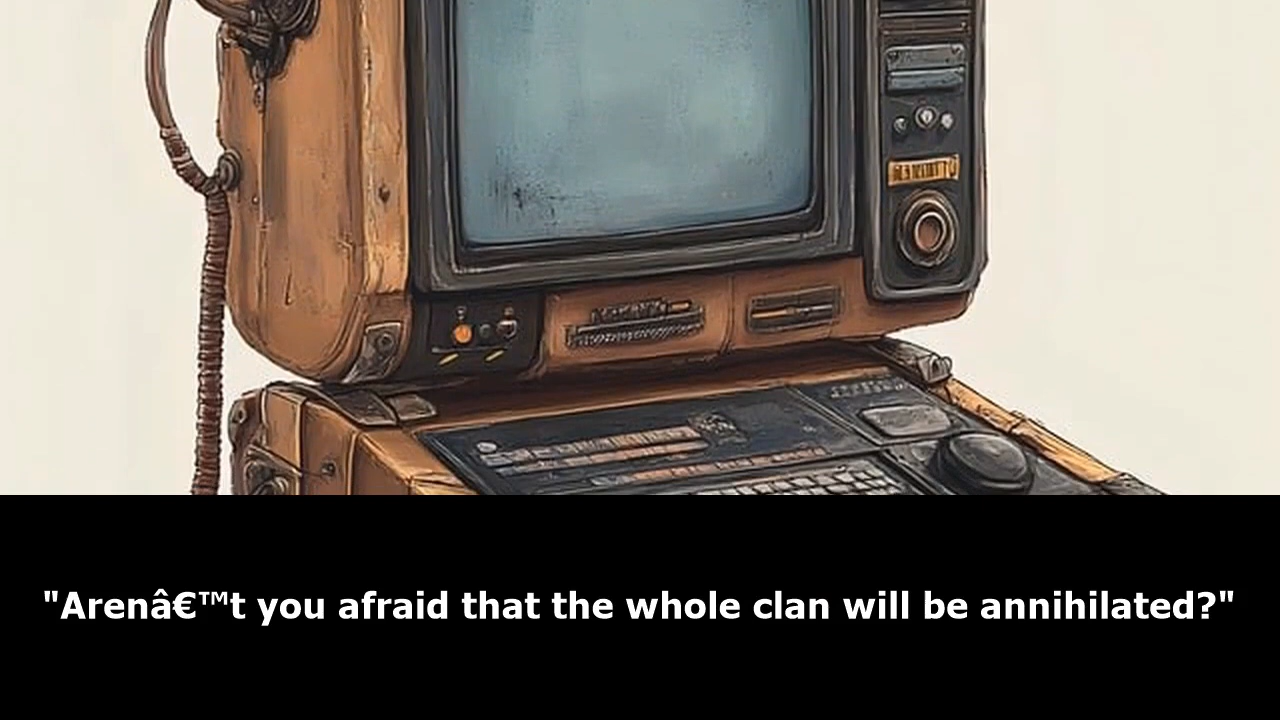 "Arenâ€™t you afraid that the whole clan will be annihilated?"